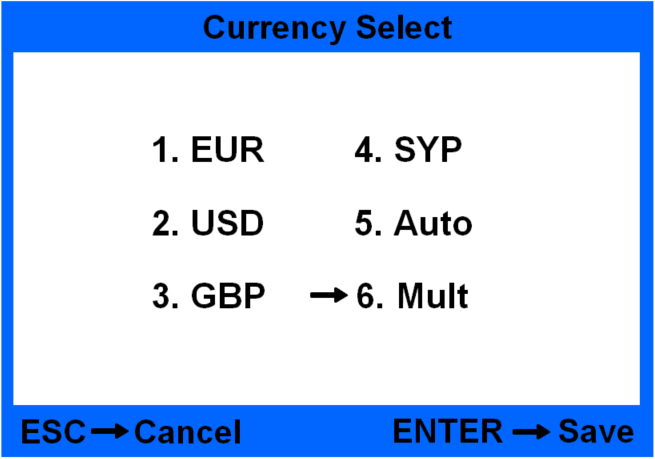 Currency Select
1. EUR 4. SYP
2. USD 5. Auto
3. GBP →6. Mult
ESC→Cancel ENTER→Save